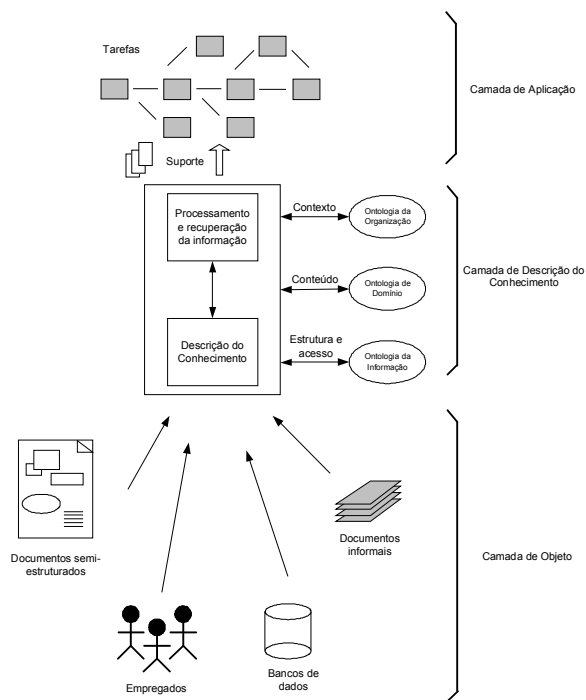 Tarefas
Camada de Aplicação
Suporte
Processamento
e recuperação
da informação
Contexto
Ontologia da
Organização
Conteúdo
Ontologia de
Domínio
Camada de Descrição do
Conhecimento
Descrição do
Conhecimento
Estrutura e
acesso
Ontologia da
Informação
Documentos semi-
estruturados
Documentos
informais
Camada de Objeto
Empregados
Bancos de
dados